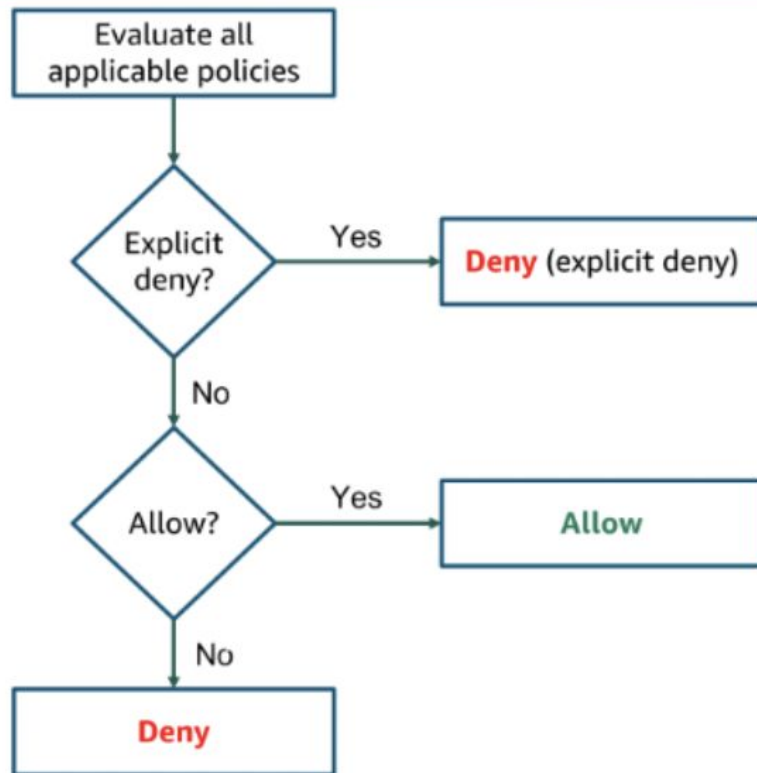 Evaluate all
applicable policies
Explicit
deny?
Yes
Deny (explicit deny)
No
Allow?
Yes
Allow
No
Deny